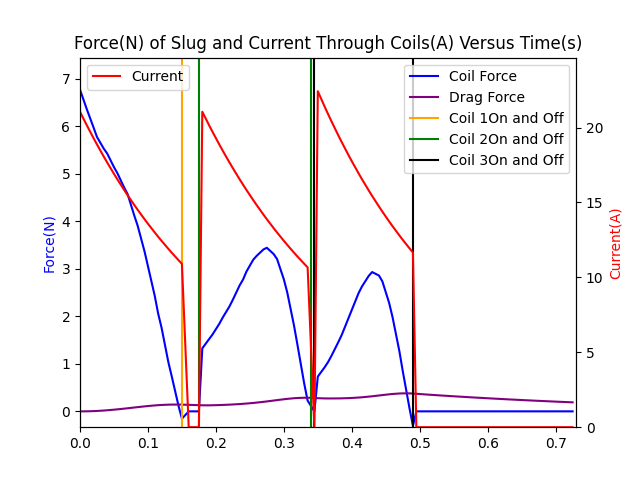 Force(N) of Slug and Current Through Coils(A) Versus Time(s)
Current
Coil Force
Drag Force
Coil 1On and Off
Coil 2On and Off
Coil 3On and Off
Force(N)
7
6
5
4
3
2
1
0
Current(A)
20
15
10
5
0
0.0 0.1 0.2 0.3 0.4 0.5 0.6 0.7